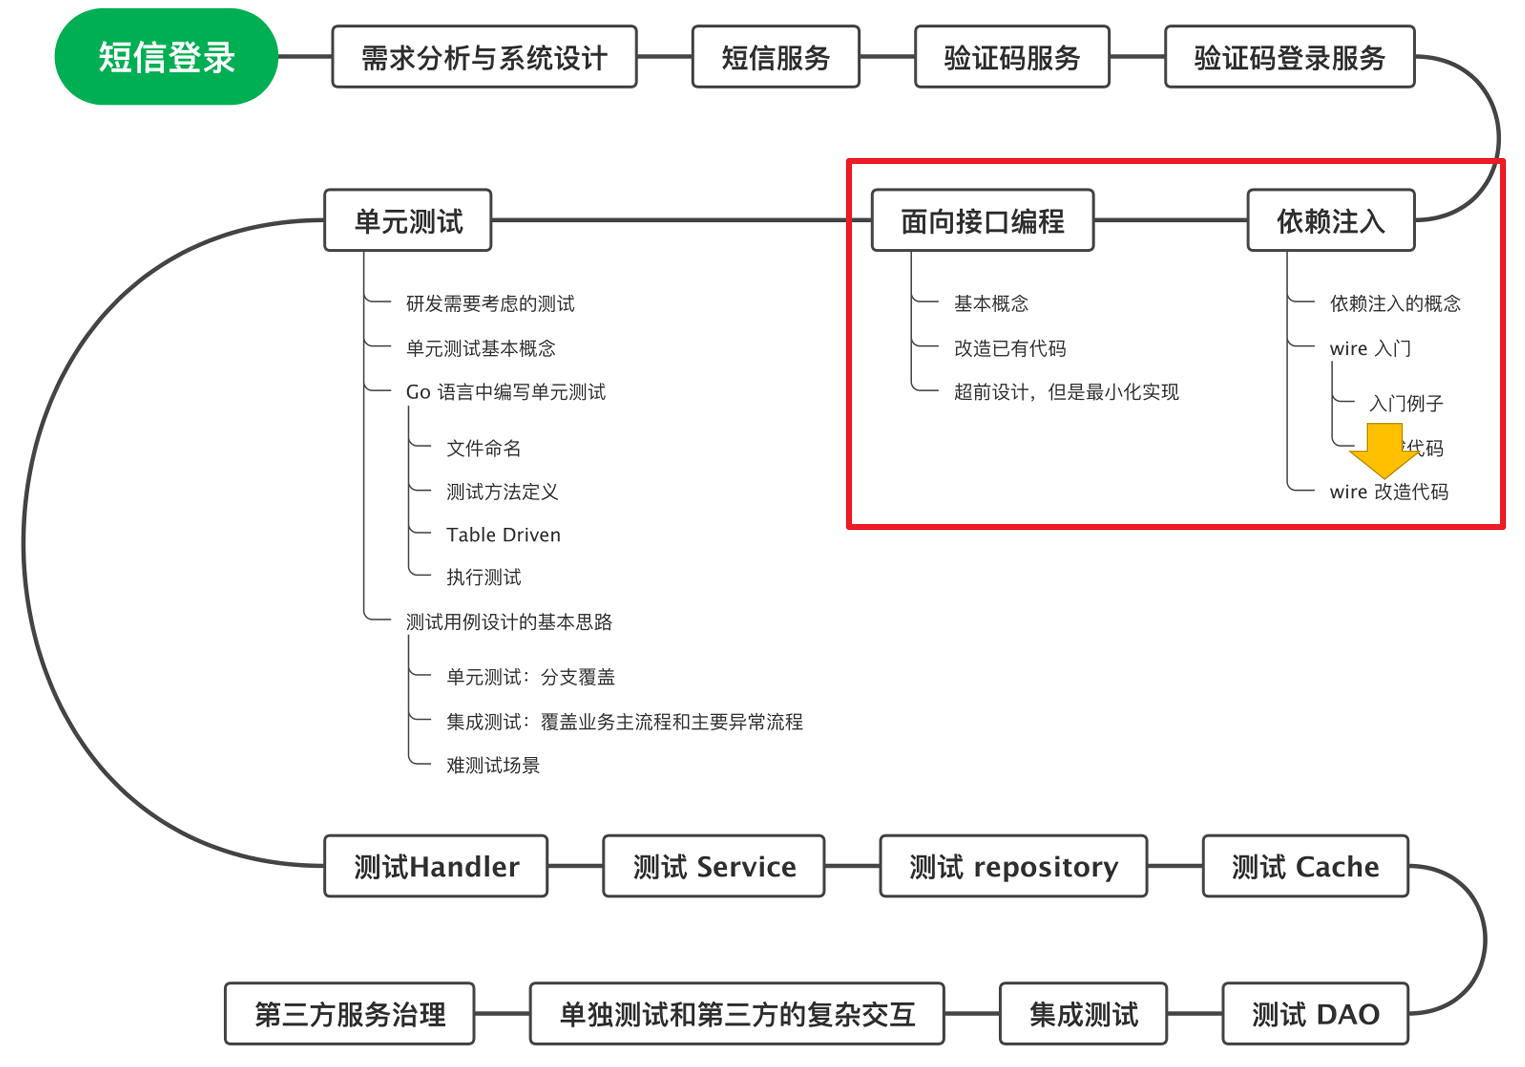 短信登录
需求分析与系统设计
短信服务
验证码服务
验证码登录服务
依赖注入
依赖注入的概念
wire 入门
入门例子
代码
wire 改造代码
面向接口编程
基本概念
改造已有代码
超前设计，但是最小化实现
单元测试
研发需要考虑的测试
单元测试基本概念
Go 语言中编写单元测试
文件命名
测试方法定义
Table Driven
执行测试
测试用例设计的基本思路
单元测试：分支覆盖
集成测试：覆盖业务主流程和主要异常流程
难测试场景
测试Handler
测试 Service
测试 repository
测试 Cache
测试 DAO
集成测试
单独测试和第三方的复杂交互
第三方服务治理